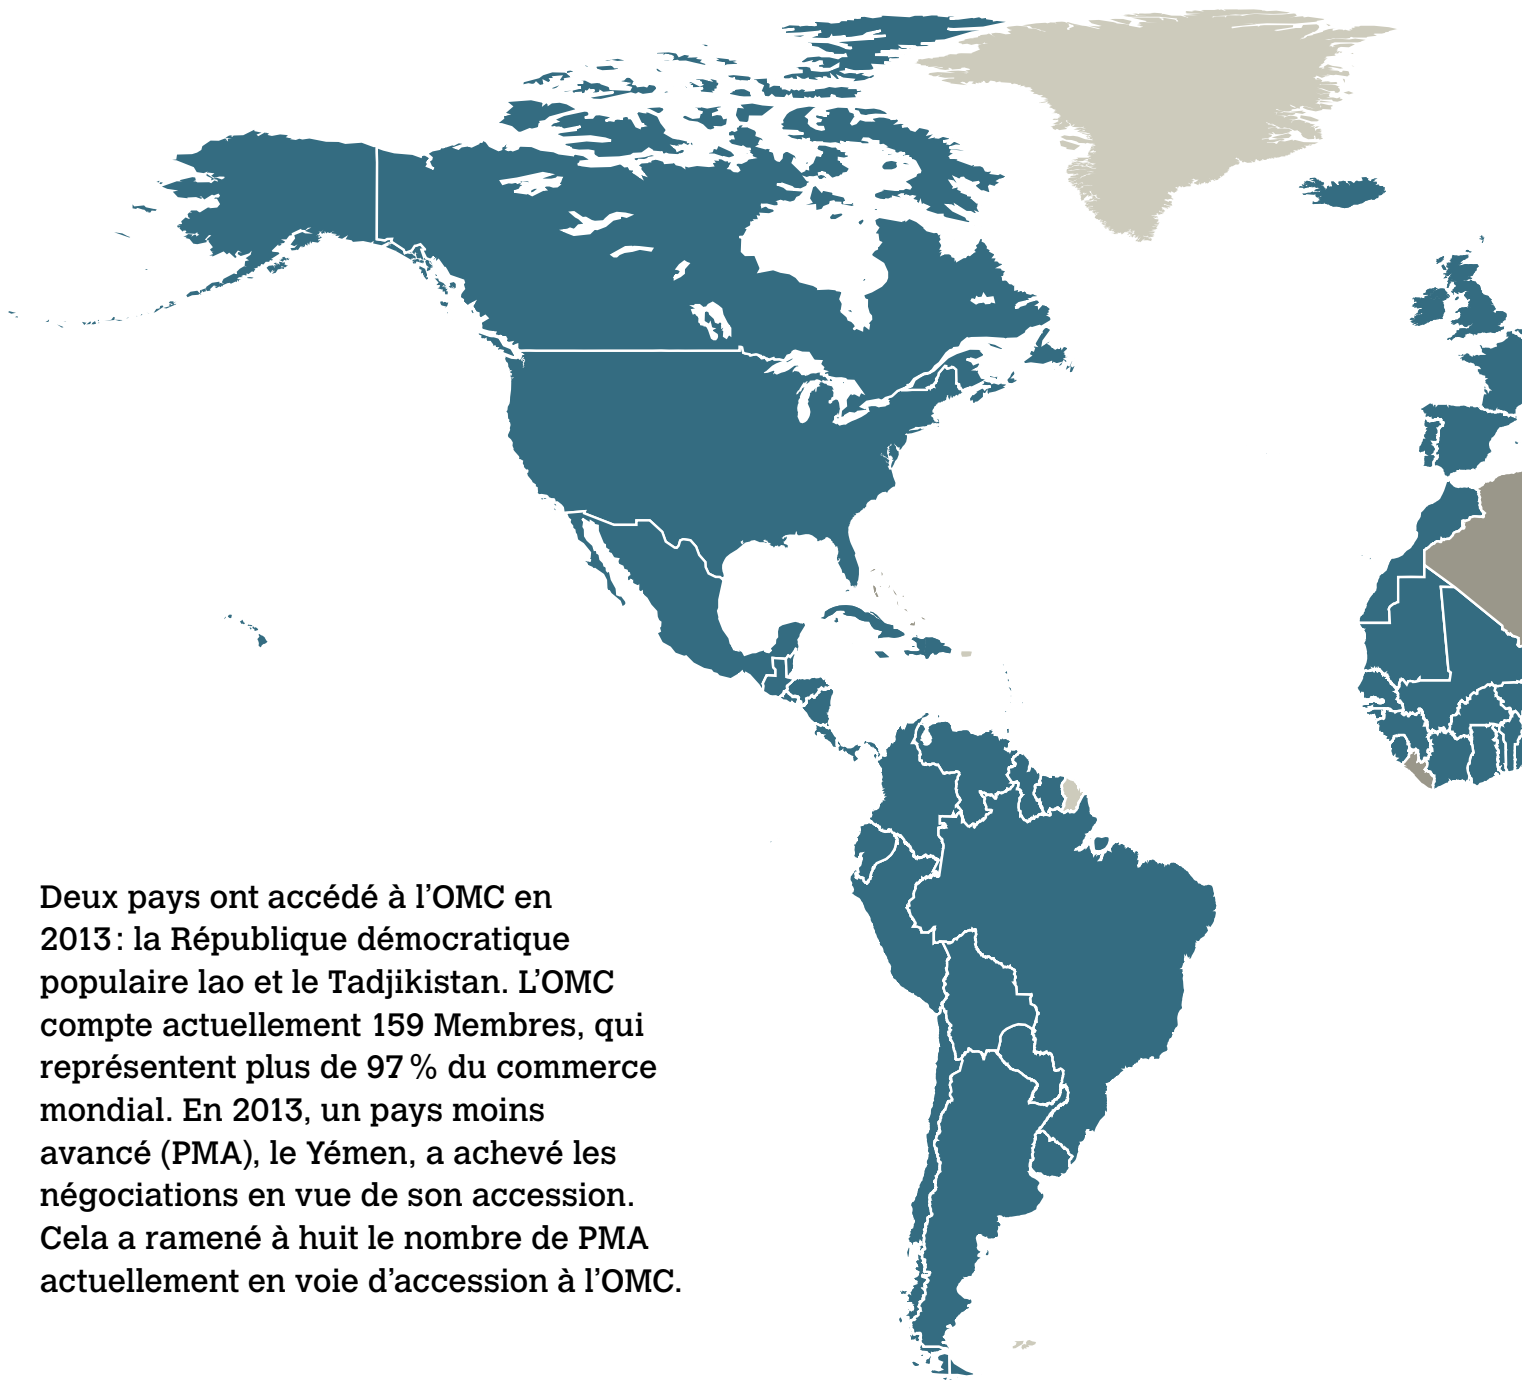 Deux pays ont accédé à l’OMC en
2013 : la République démocratique
populaire lao et le Tadjikistan. L’OMC
compte actuellement 159 Membres, qui
représentent plus de 97 % du commerce
mondial. En 2013, un pays moins
avancé (PMA), le Yémen, a achevé les
négociations en vue de son accession.
Cela a ramené à huit le nombre de PMA
actuellement en voie d’accession à l’OMC.